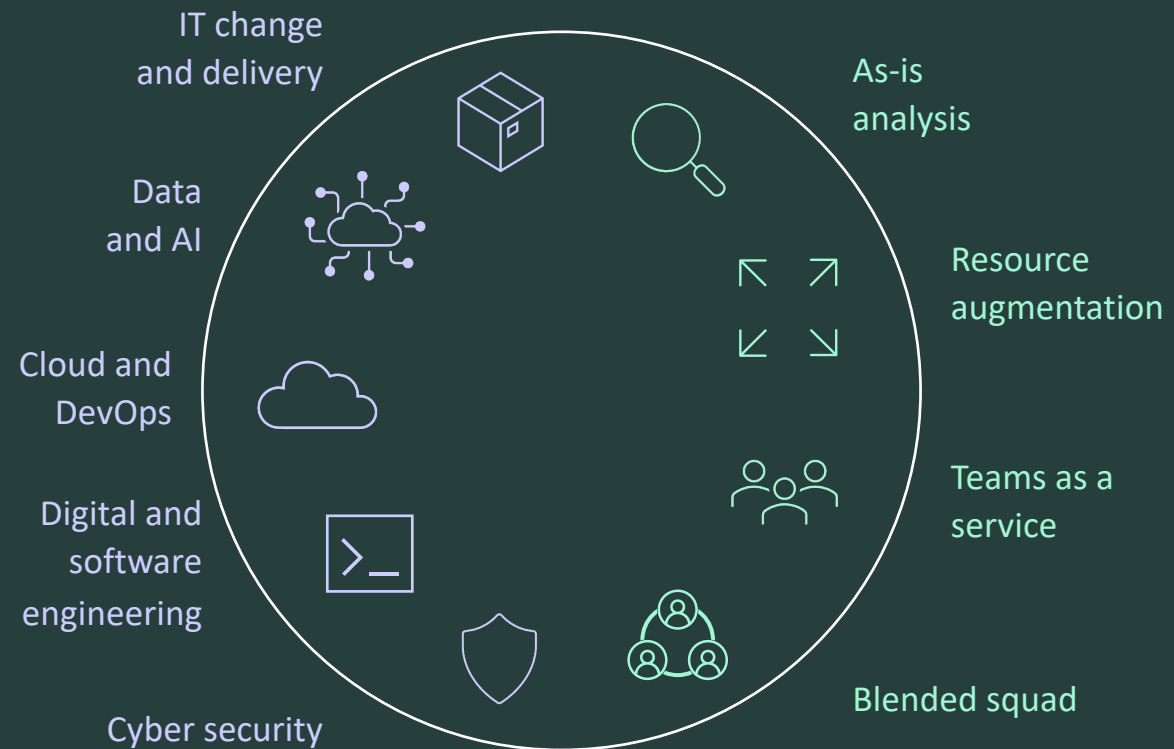 IT change
and delivery
Data
and AI
Cloud and
DevOps
Digital and
software
engineering
Cyber security
As-is
analysis
Resource
augmentation
Teams as a
service
Blended squad